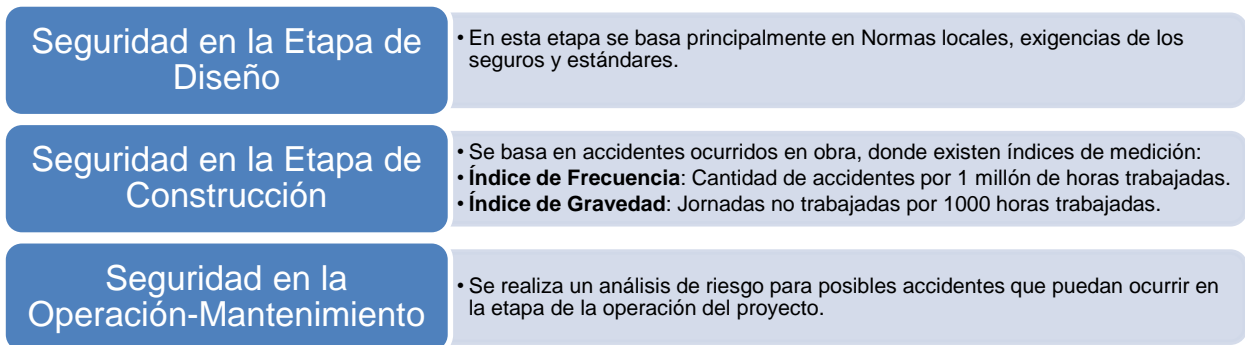 Seguridad en la Etapa de
Diseño
• En esta etapa se basa principalmente en Normas locales, exigencias de los
seguros y estándares.
Seguridad en la Etapa de
Construcción
• Se basa en accidentes ocurridos en obra, donde existen índices de medición:
• Índice de Frecuencia: Cantidad de accidentes por 1 millón de horas trabajadas.
• Índice de Gravedad: Jornadas no trabajadas por 1000 horas trabajadas.
Seguridad en la
Operación-Mantenimiento
• Se realiza un análisis de riesgo para posibles accidentes que puedan ocurrir en
la etapa de la operación del proyecto.